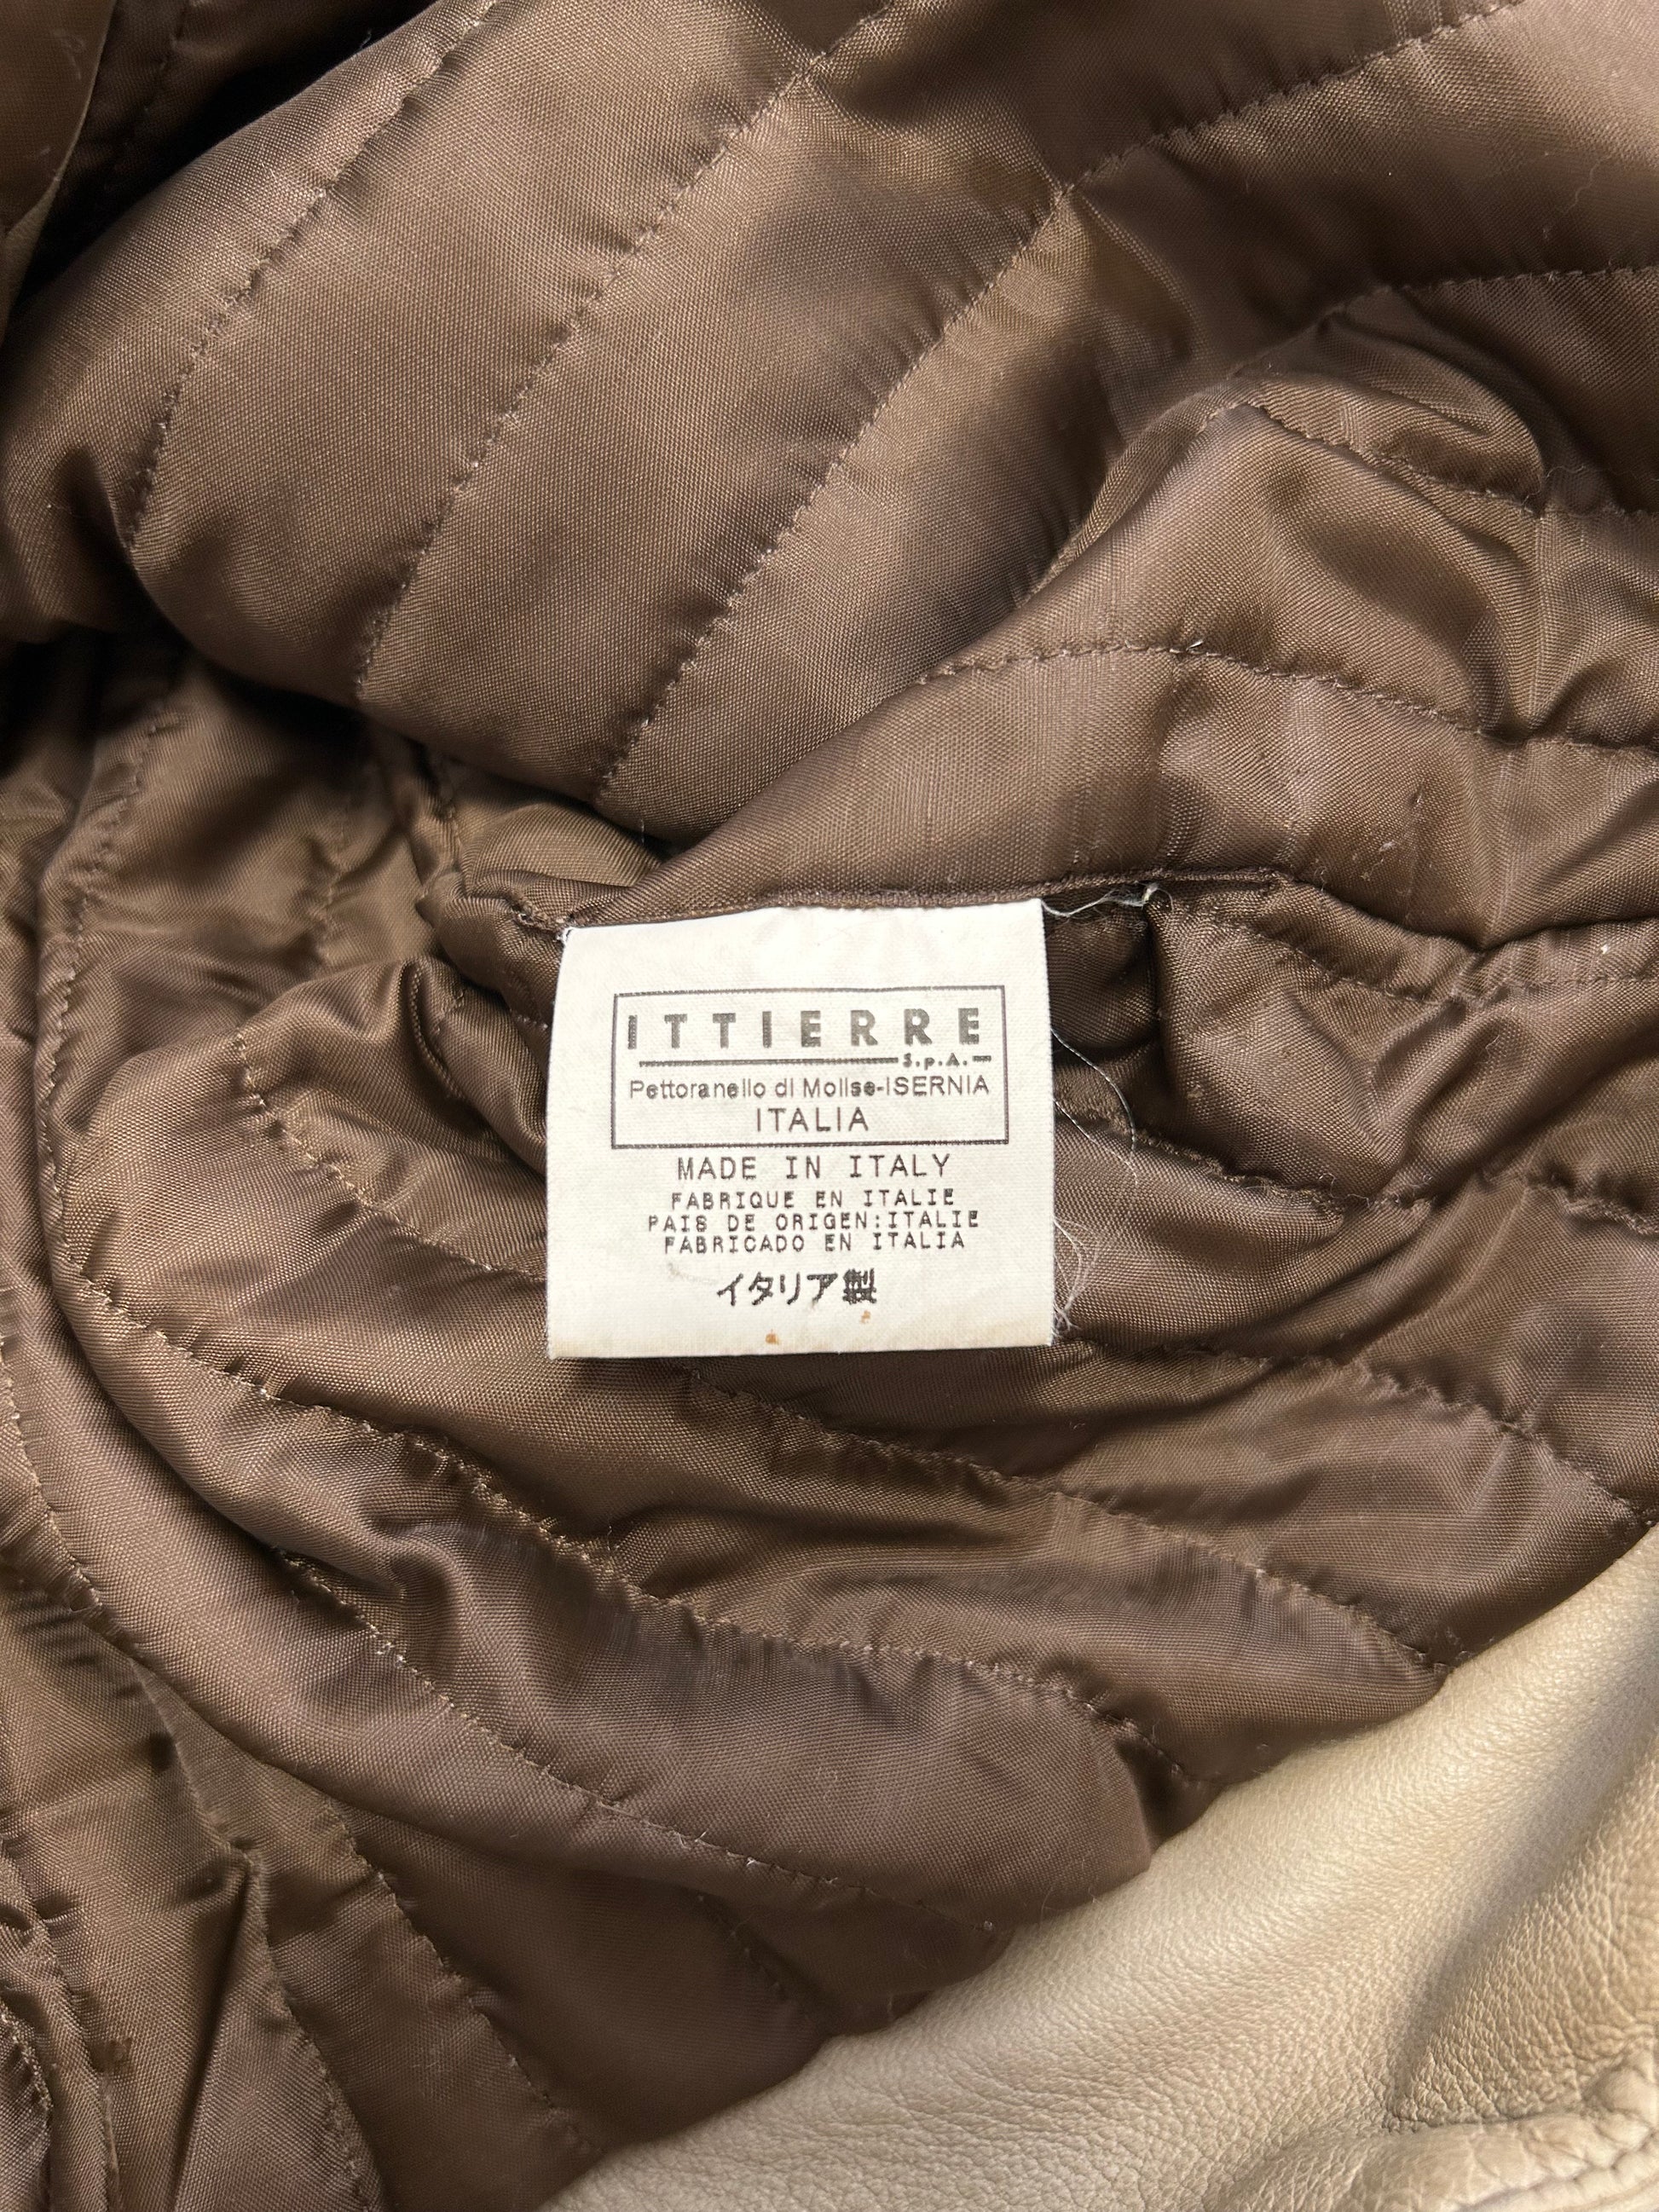 ITTIERRE
S.p.A.
Pettoranello di Molise-ISERNIA
ITALIA
MADE IN ITALY
FABRIQUE EN ITALIE
PAIS DE ORIGEN:ITALIE
FABRICADO EN ITALIA
イタリア製